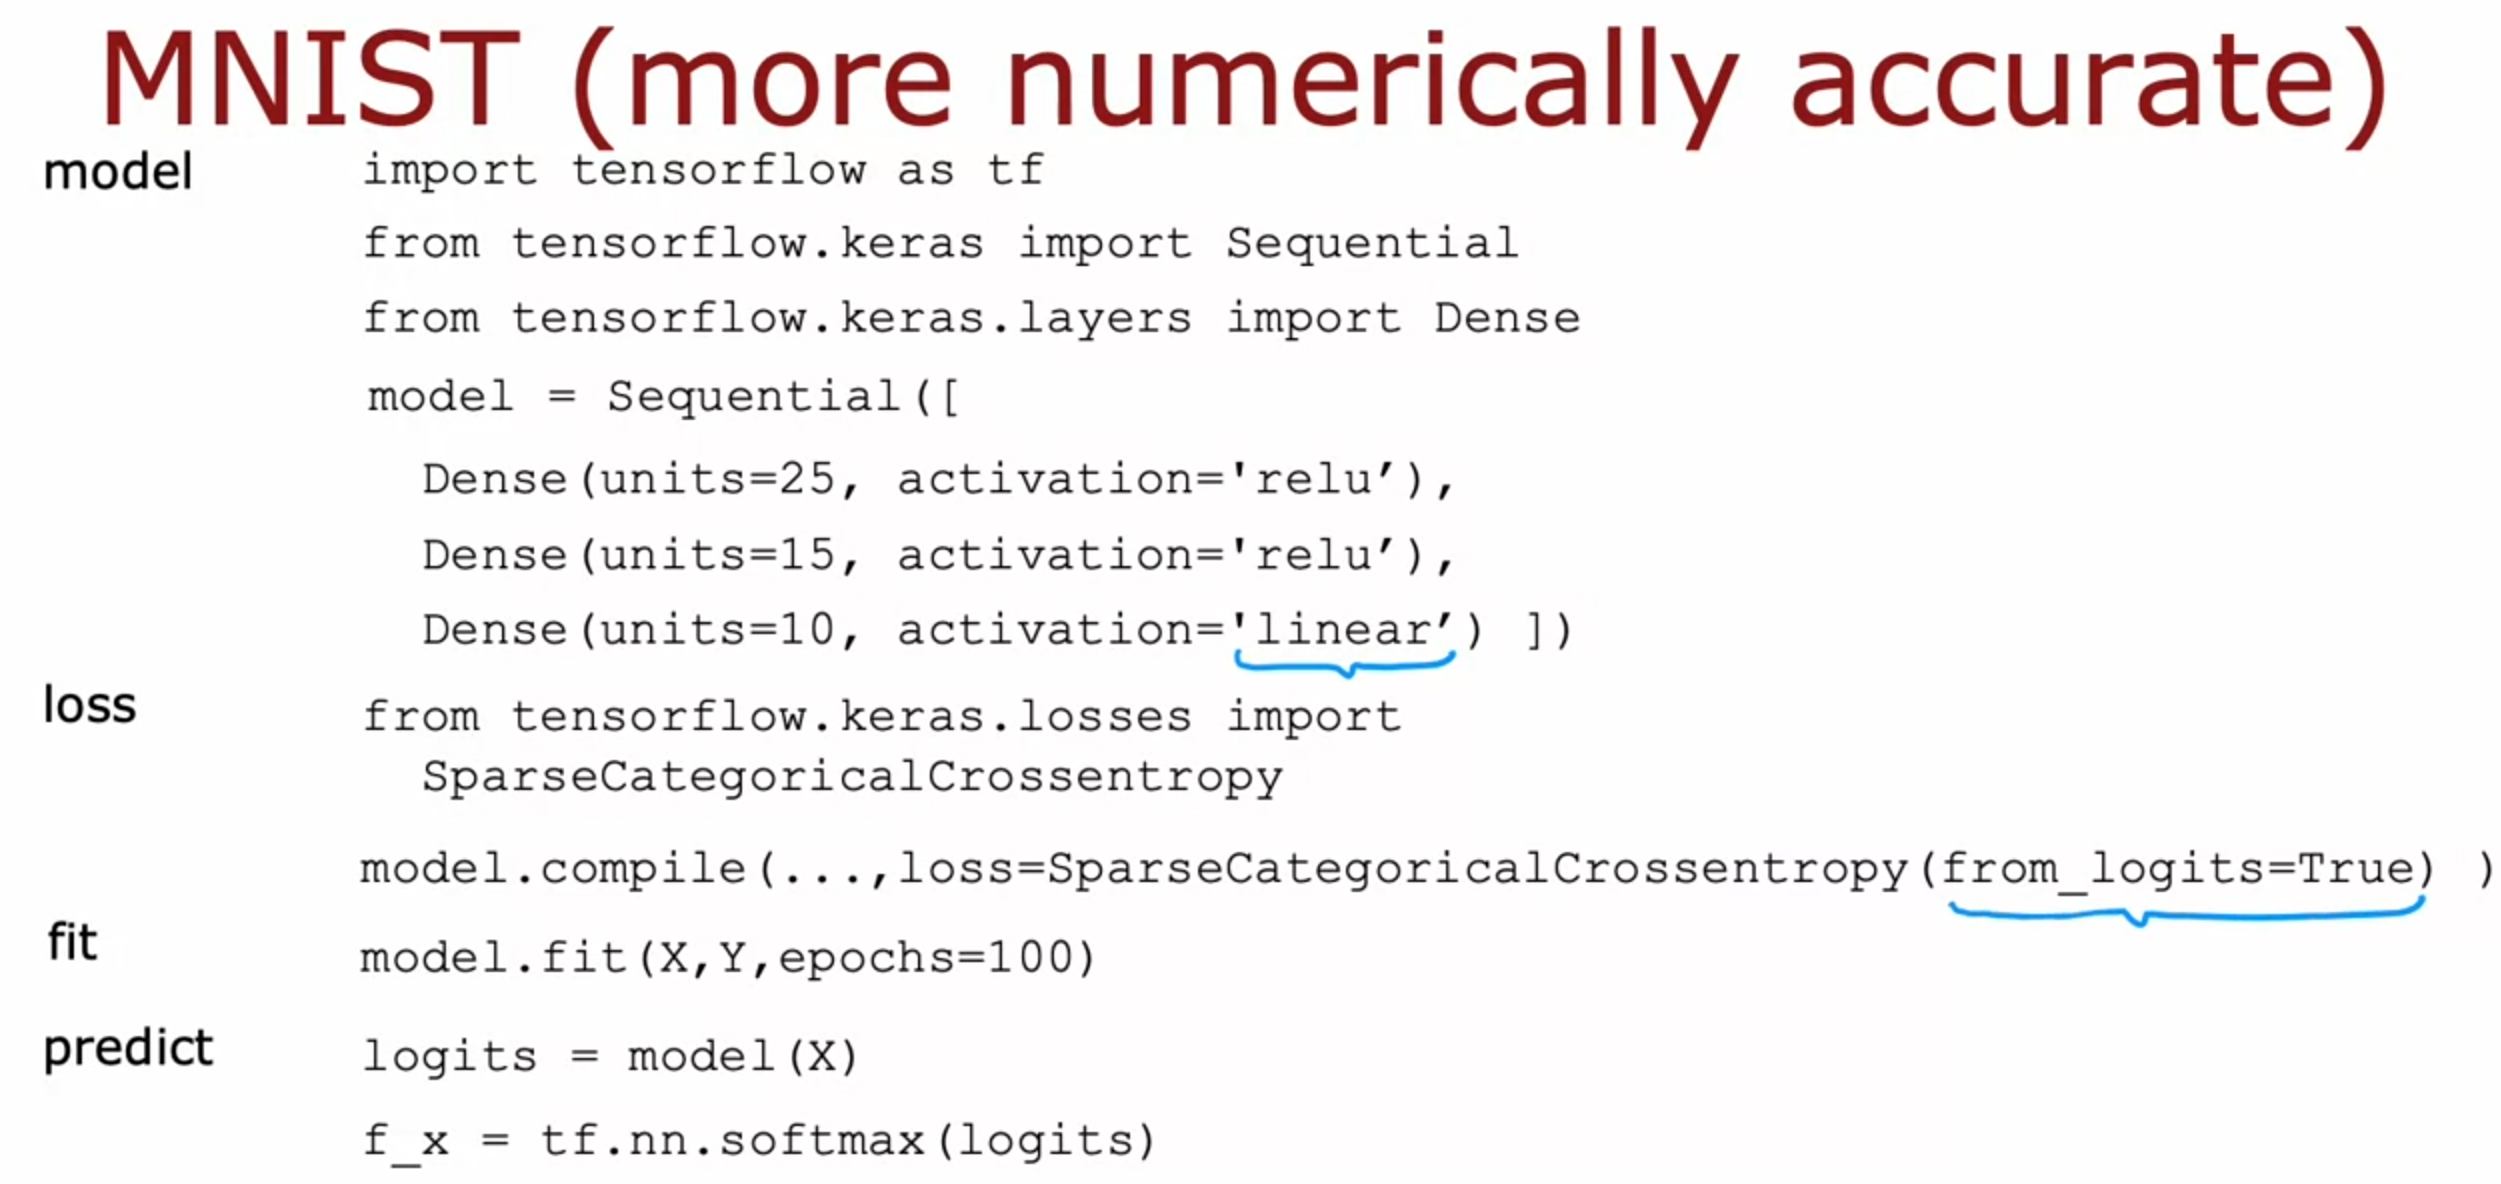 MNIST (more numerically accurate)
model import tensorflow as tf
from tensorflow.keras import Sequential
from tensorflow.keras.layers import Dense
model = Sequential([
Dense(units=25, activation='relu’),
Dense(units=15, activation='relu’),
Dense(units=10, activation='linear’) ])
loss from tensorflow.keras.losses import
SparseCategoricalCrossentropy
model.compile(...,loss=SparseCategoricalCrossentropy(from_logits=True) )
fit model.fit(X,Y,epochs=100)
predict logits = model(X)
f_x = tf.nn.softmax(logits)